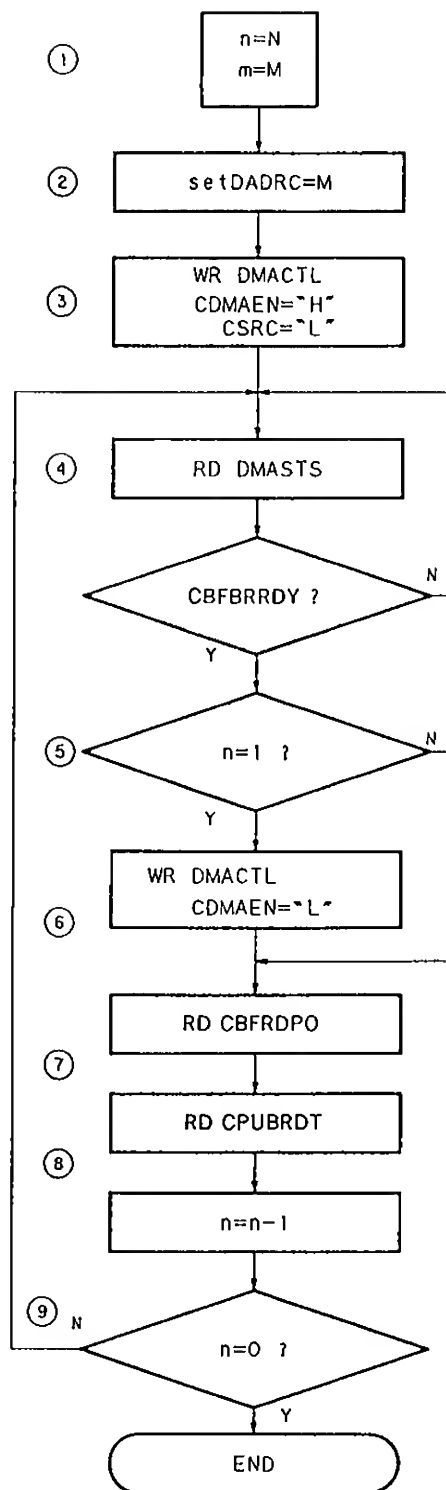 ①
n=N
m=M
②
setDADRC=M
③
WR DMACTL
CDMAEN="H"
CSRC="L"
④
RD DMASTS
CBFBRRDY ?
N
Y
⑤
n=1 ?
N
Y
⑥
WR DMACTL
CDMAEN="L"
RD CBFRDPO
⑦
RD CPUBRDT
⑧
n=n-1
⑨
N
n=0 ?
Y
END